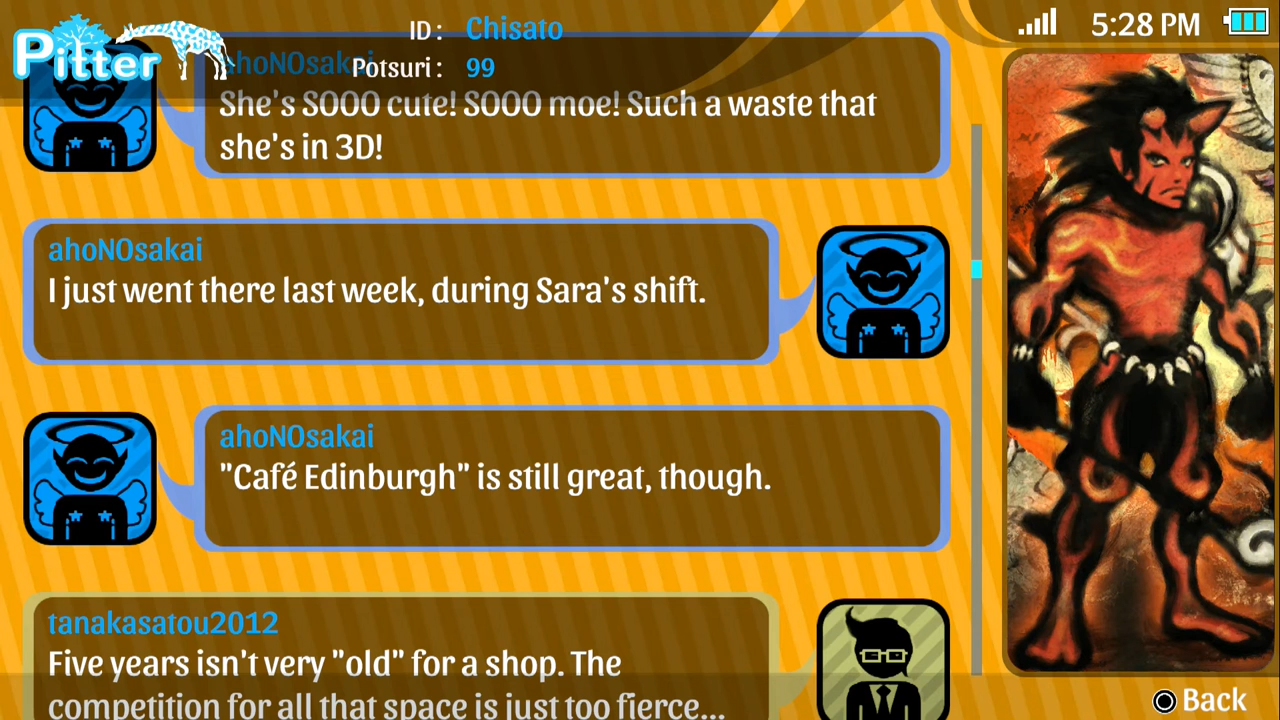 Pitter
ID: Chisato
Potsuri: 99
5:28 PM
ahoNOsakai
She's SOOO cute! SOOO moe! Such a waste that
she's in 3D!
ahoNOsakai
I just went there last week, during Sara's shift.
ahoNOsakai
"Café Edinburgh" is still great, though.
tanakasatou2012
Five years isn't very "old" for a shop. The
competition for all that space is just too fierce...
Back